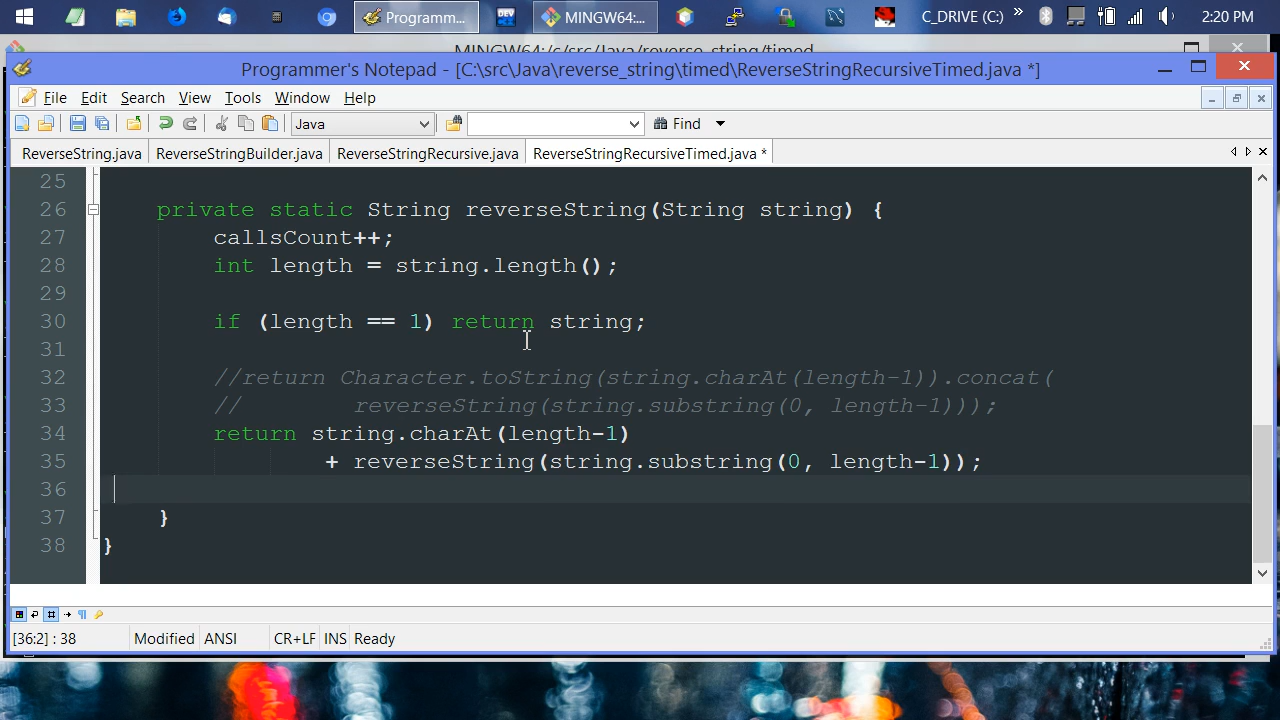 Programm...
DEV
MINGW64:/...
C_DRIVE (C:)
»
2:20 PM
MINGW64:/c/src/Java/reverse_string/timed
Programmer's Notepad - [C:\src\Java\reverse_string\timed\ReverseStringRecursiveTimed.java *]
File Edit Search View Tools Window Help
Java
Find
ReverseString.java ReverseStringBuilder.java ReverseStringRecursive.java ReverseStringRecursiveTimed.java *
25
26 private static String reverseString(String string) {
27 callsCount++;
28 int length = string.length();
29
30 if (length == 1) return string;
31
32 //return Character.toString(string.charAt(length-1)).concat(
33 // reverseString(string.substring(0, length-1)));
34 return string.charAt(length-1)
35 + reverseString(string.substring(0, length-1));
36
37 }
38 }
[36:2] : 38 Modified ANSI CR+LF INS Ready